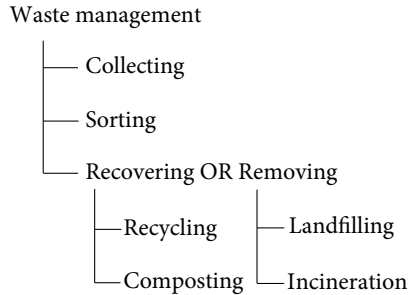 Waste management
Collecting
Sorting
Recovering OR Removing
Recycling
Landfilling
Composting
Incineration